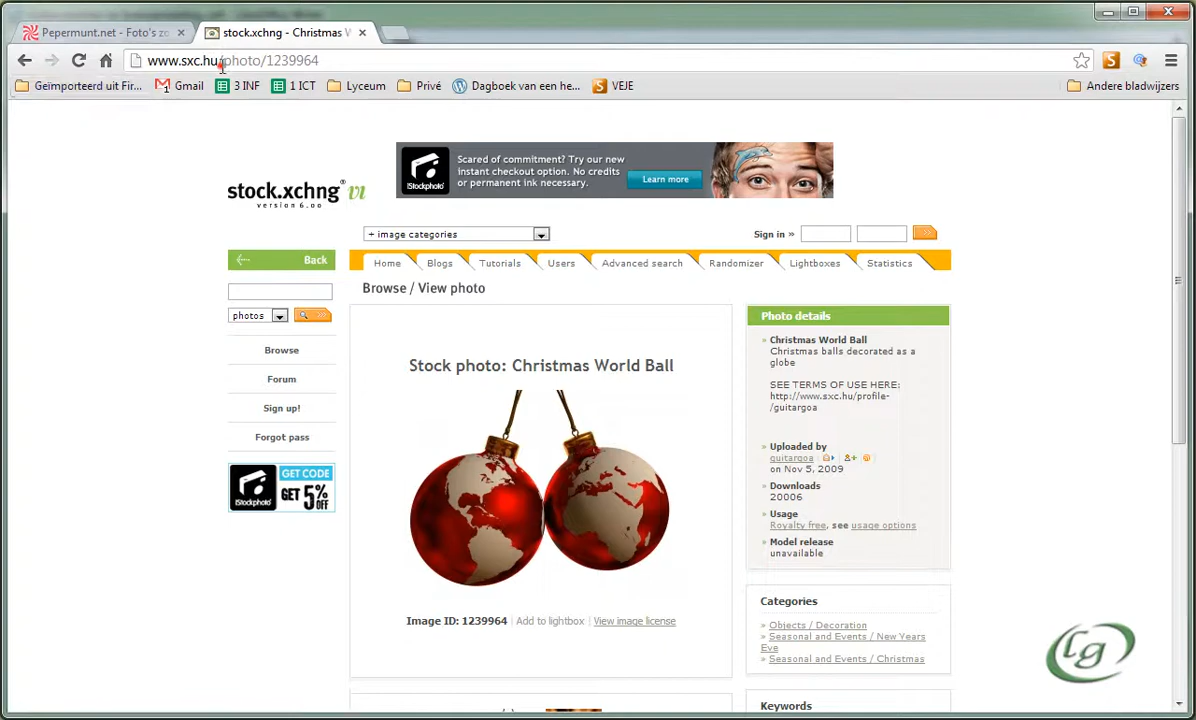 Pepermunt.net - Foto's zo
stock.xchng - Christmas W
www.sxc.hu/photo/1239964
Geïmporteerd uit Fir...
Gmail
3 INF
1 ICT
Lyceum
Privé
Dagboek van een he...
S
VEJE
Andere bladwijzers
iStockphoto
Scared of commitment? Try our new
instant checkout option. No credits
or permanent ink necessary.
Learn more
stock.xchng® vi
version 6.00
+ image categories
Sign in »
Back
Home
Blogs
Tutorials
Users
Advanced search
Randomizer
Lightboxes
Statistics
Browse / View photo
photos
Browse
Forum
Sign up!
Forgot pass
iStockphoto
GET CODE
GET 5% OFF
Stock photo: Christmas World Ball
Image ID: 1239964 | Add to lightbox | View image license
Photo details
» Christmas World Ball
Christmas balls decorated as a
globe
SEE TERMS OF USE HERE:
http://www.sxc.hu/profile-
/guitargoa
» Uploaded by
guitargoa
on Nov 5, 2009
» Downloads
20006
» Usage
Royalty free, see usage options
» Model release
unavailable
Categories
» Objects / Decoration
» Seasonal and Events / New Years
Eve
» Seasonal and Events / Christmas
Keywords
lg